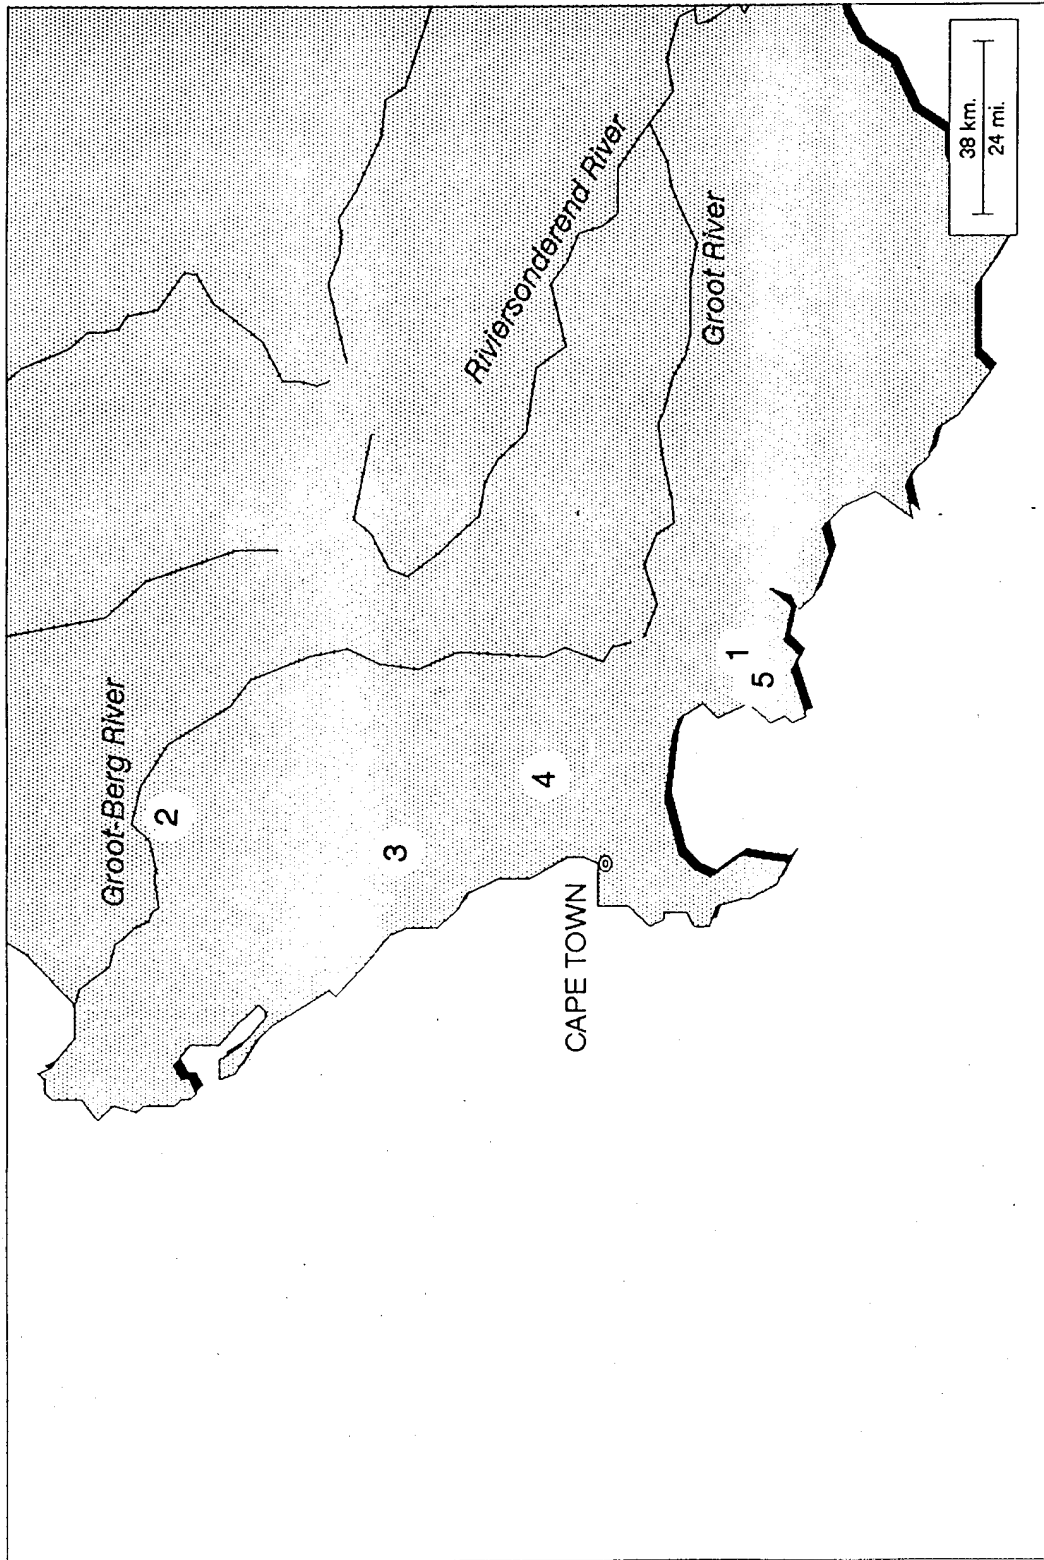 Groot-Berg River
2
Riviersonderend River
3
Groot River
4
CAPE TOWN
1
5
38 km.
24 mi.